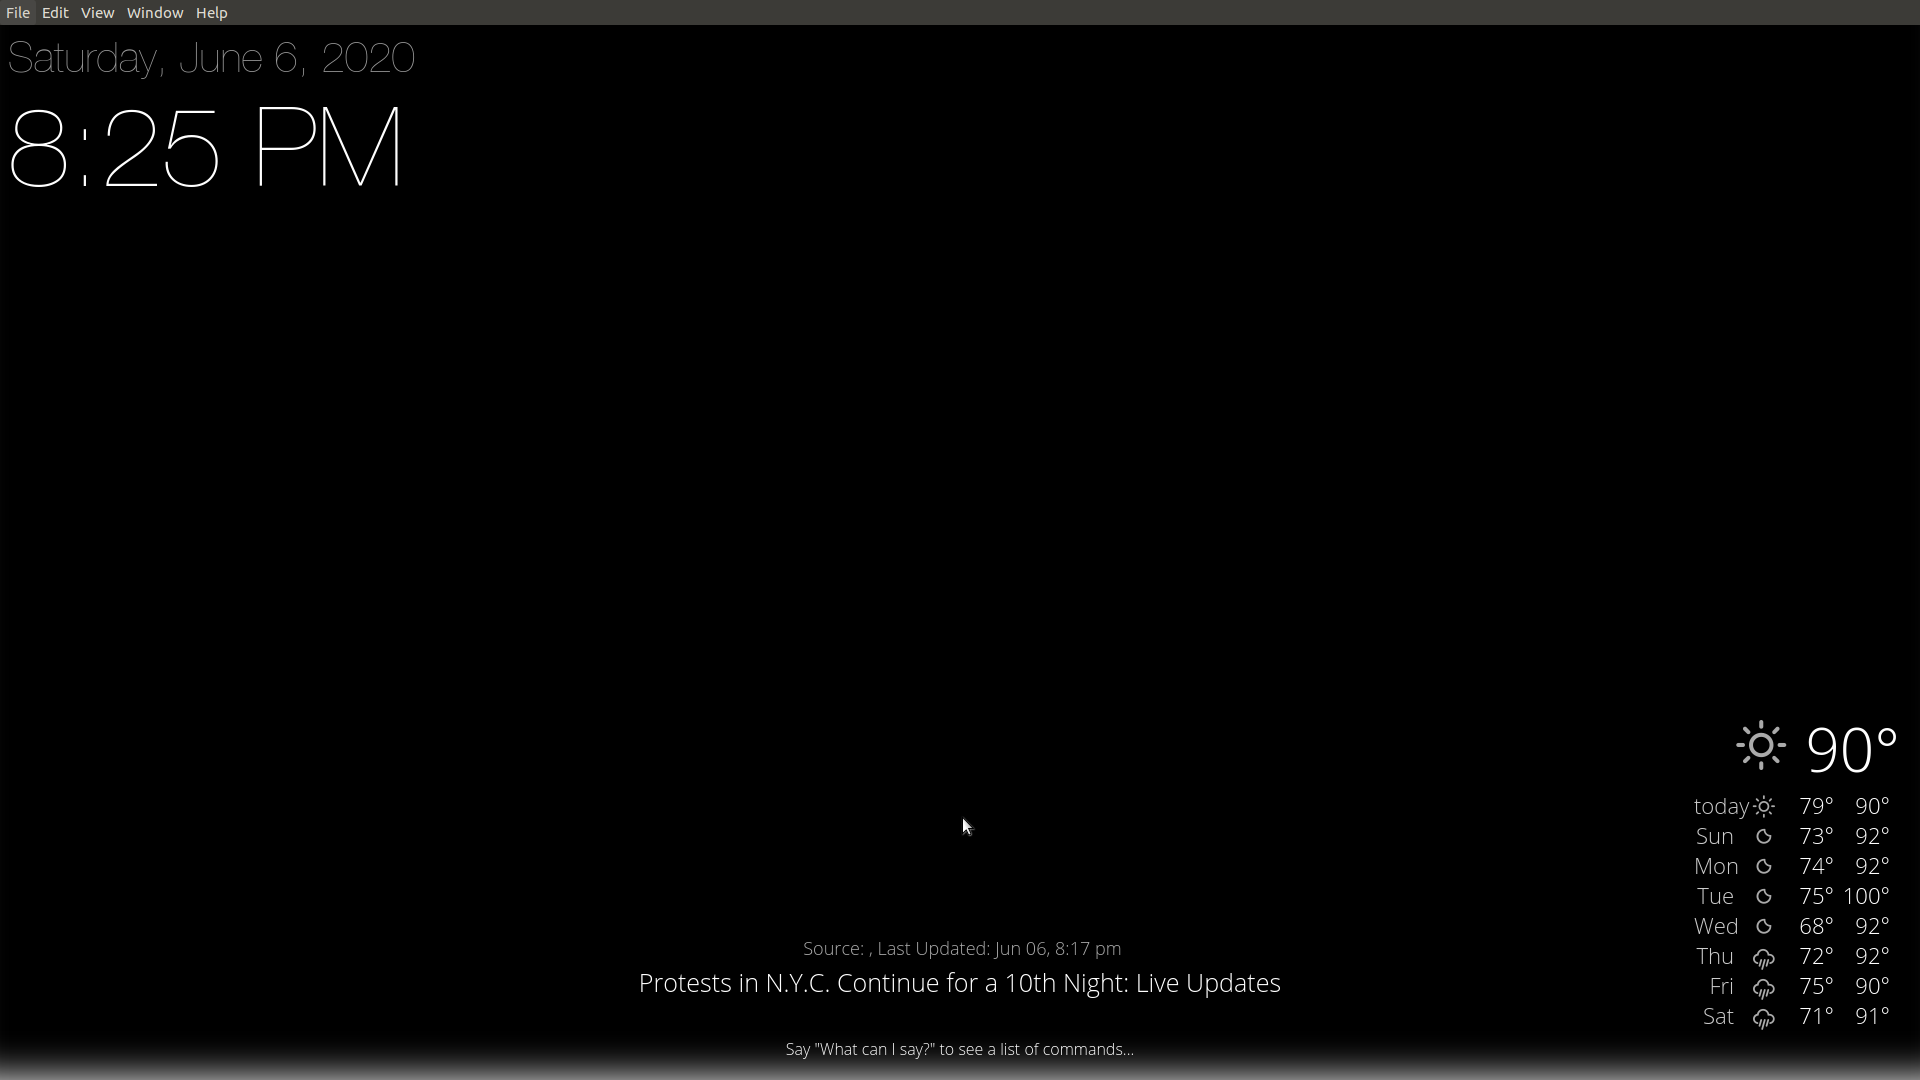 File Edit View Window Help
Saturday, June 6, 2020
8:25 PM
90°
today 79° 90°
Sun 73° 92°
Mon 74° 92°
Tue 75° 100°
Wed 68° 92°
Thu 72° 92°
Fri 75° 90°
Sat 71° 91°
Source: , Last Updated: Jun 06, 8:17 pm
Protests in N.Y.C. Continue for a 10th Night: Live Updates
Say "What can I say?" to see a list of commands...